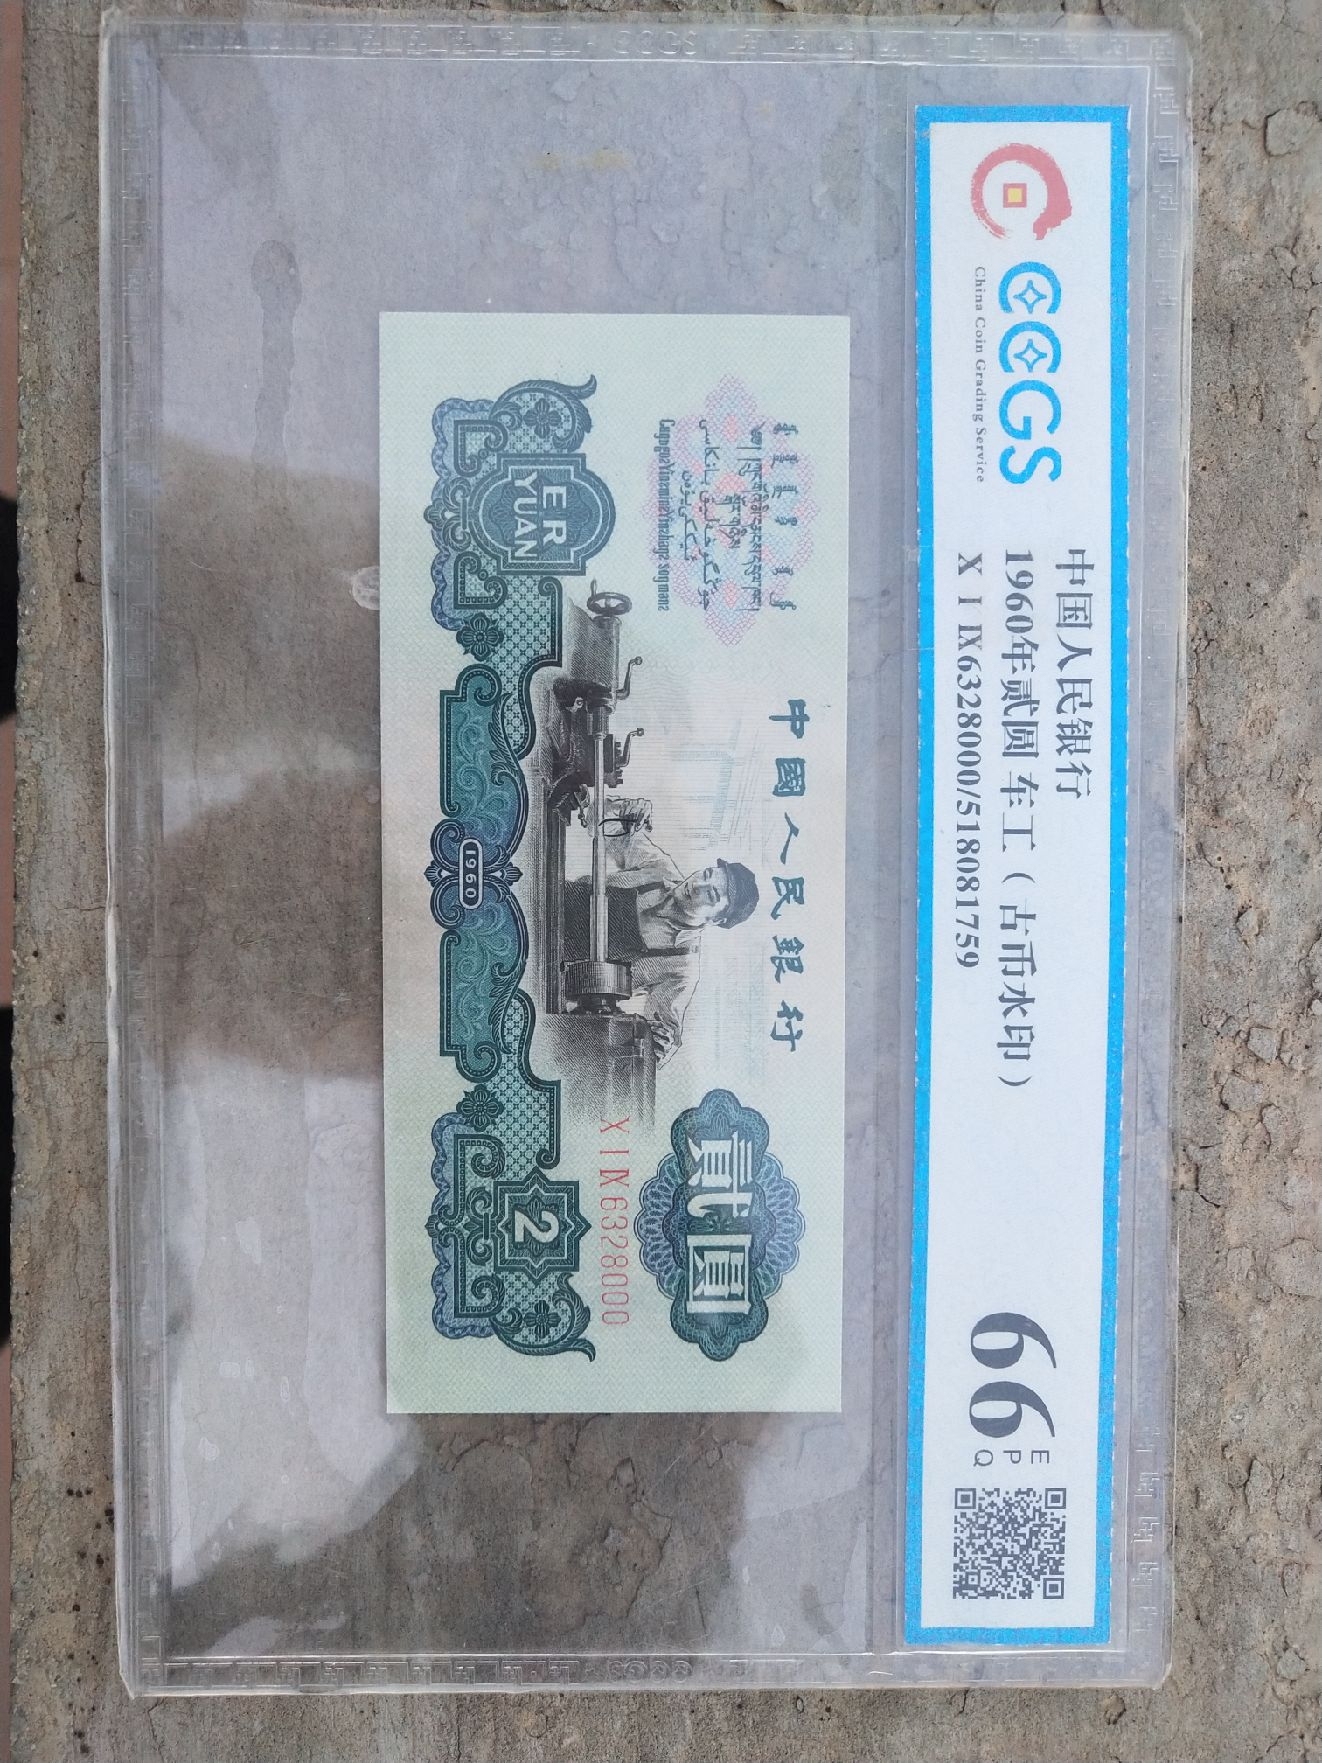 CCGS
CCGS
China Coin Grading Service
中国人民银行
1960年贰圆 车工（古币水印）
X I IX6328000/518081759
66
E
P
Q
中國人民銀行
貳圓
X I IX 6328000
ER
YUAN
1960
2